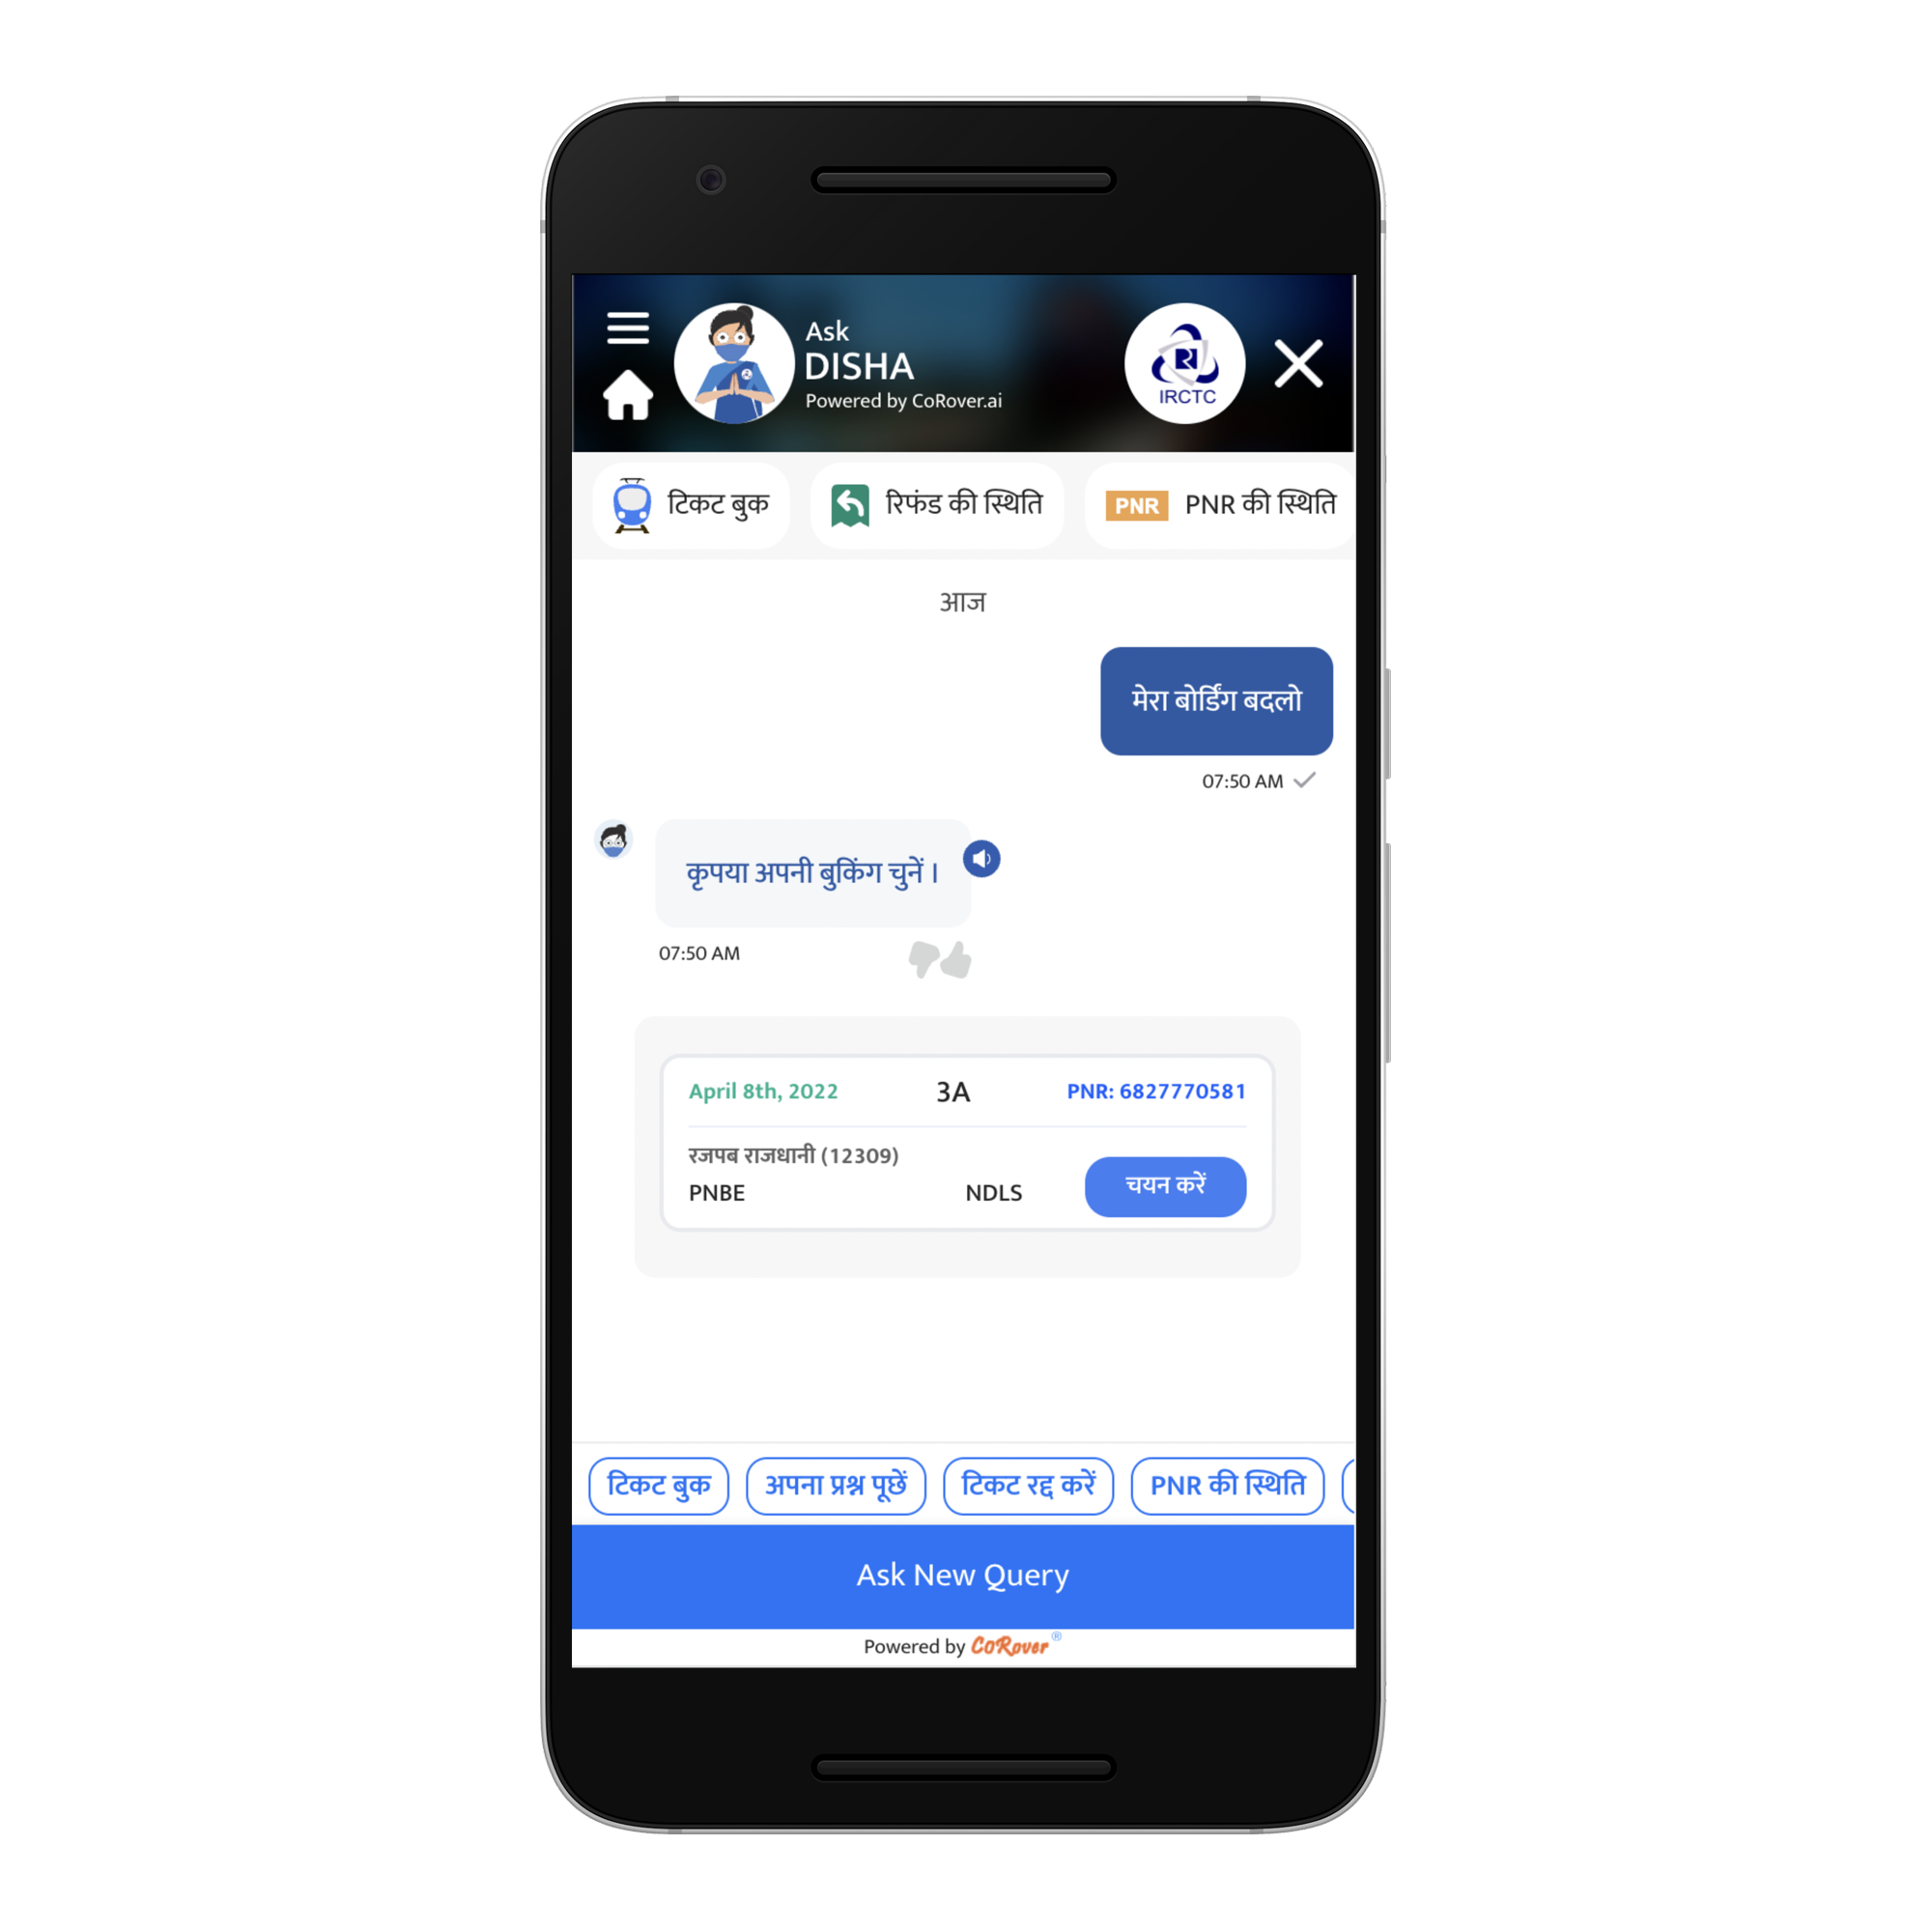 Ask
DISHA
Powered by CoRover.ai
IRCTC
टिकट बुक
रिफंड की स्थिति
PNR PNR की स्थिति
आज
मेरा बोर्डिंग बदलो
07:50 AM
कृपया अपनी बुकिंग चुनें ।
07:50 AM
April 8th, 2022 3A PNR: 6827770581
रजपब राजधानी (12309)
PNBE NDLS चयन करें
टिकट बुक अपना प्रश्न पूछें टिकट रद्द करें PNR की स्थिति
Ask New Query
Powered by CoRover®